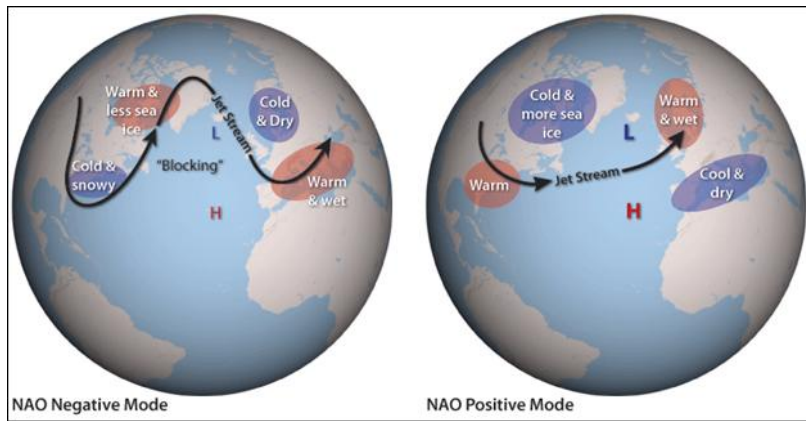 Warm &
less sea
ice
Jet Stream
Cold
& Dry
L
"Blocking"
Cold &
snowy
Warm
& wet
H
NAO Negative Mode
Cold &
more sea
ice
Warm
& wet
L
Warm
Jet Stream
Cool &
dry
H
NAO Positive Mode